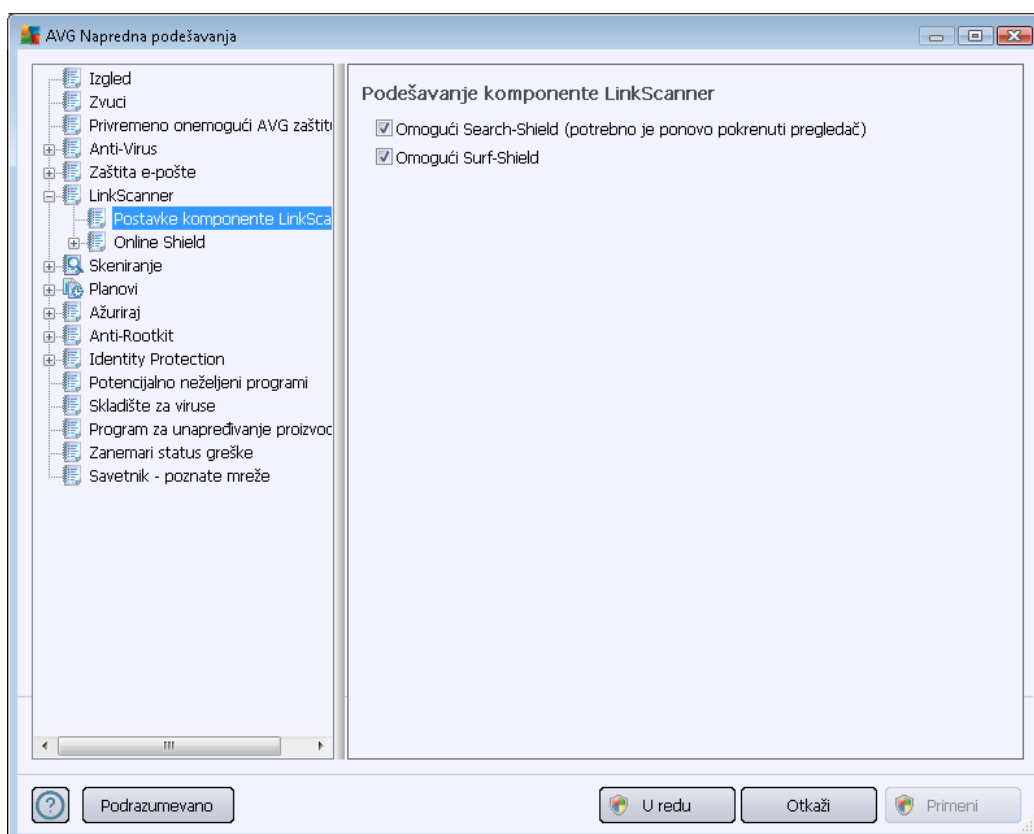 AVG Napredna podešavanja
Izgled
Zvuci
Privremeno onemogući AVG zaštitu
Anti-Virus
Zaštita e-pošte
LinkScanner
Postavke komponente LinkSca
Online Shield
Skeniranje
Planovi
Ažuriraj
Anti-Rootkit
Identity Protection
Potencijalno neželjeni programi
Skladište za viruse
Program za unapređivanje proizvoc
Zanemari status greške
Savetnik - poznate mreže
Podešavanje komponente LinkScanner
Omogući Search-Shield (potrebno je ponovo pokrenuti pregledač)
Omogući Surf-Shield
Podrazumevano
U redu
Otkaži
Primeni